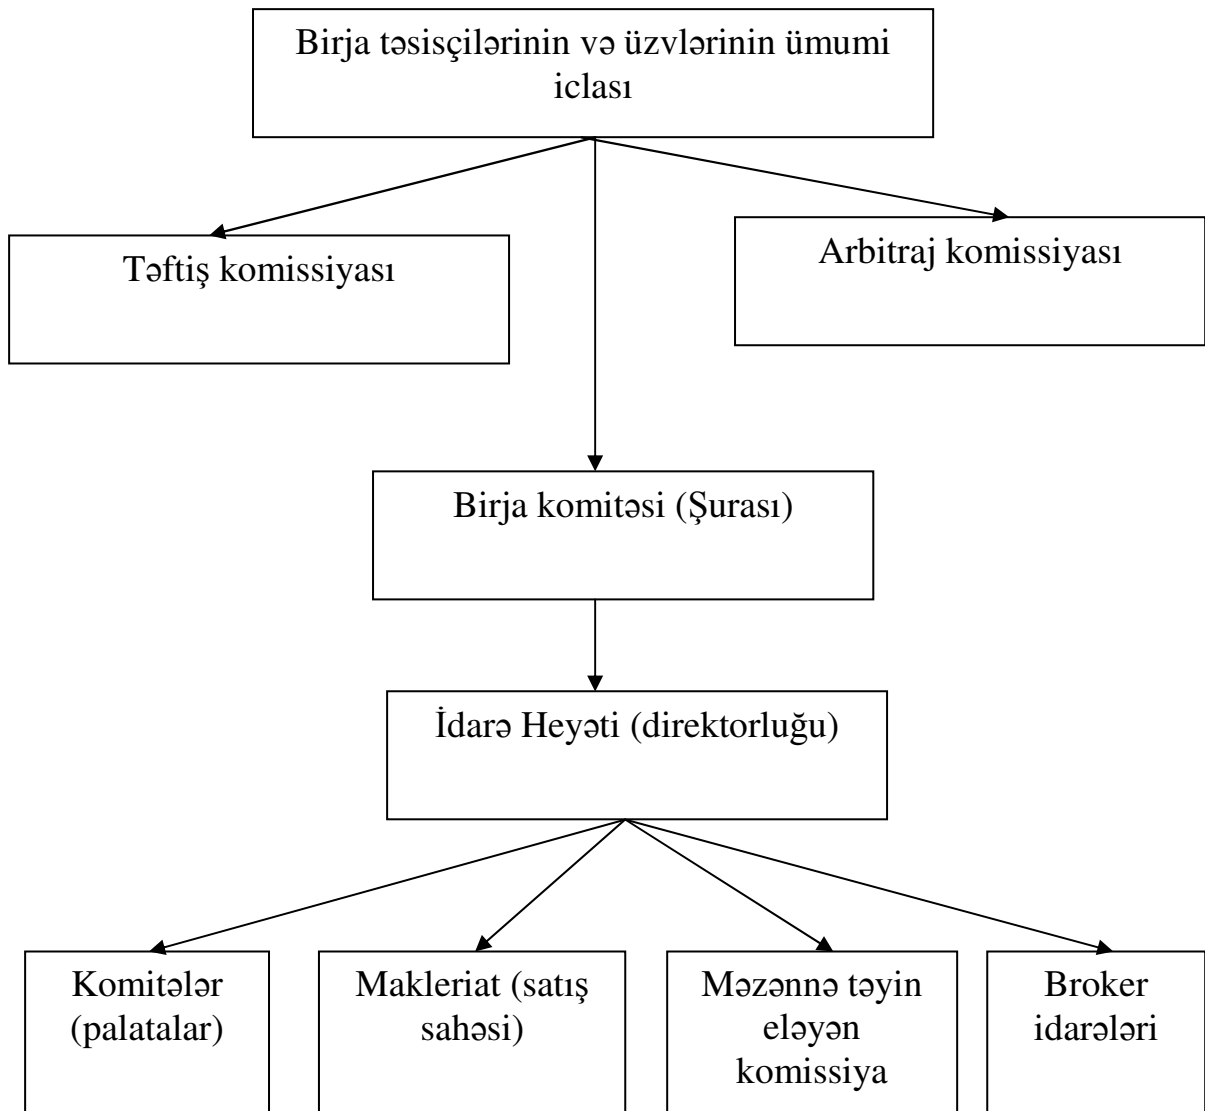 Birja təsisçilərinin və üzvlərinin ümumi
iclası
Təftiş komissiyası
Arbitraj komissiyası
Birja komitəsi (Şurası)
İdarə Heyəti (direktorluğu)
Komitələr
(palatalar)
Makleriat (satış
sahəsi)
Məzənnə təyin
eləyən
komissiya
Broker
idarələri